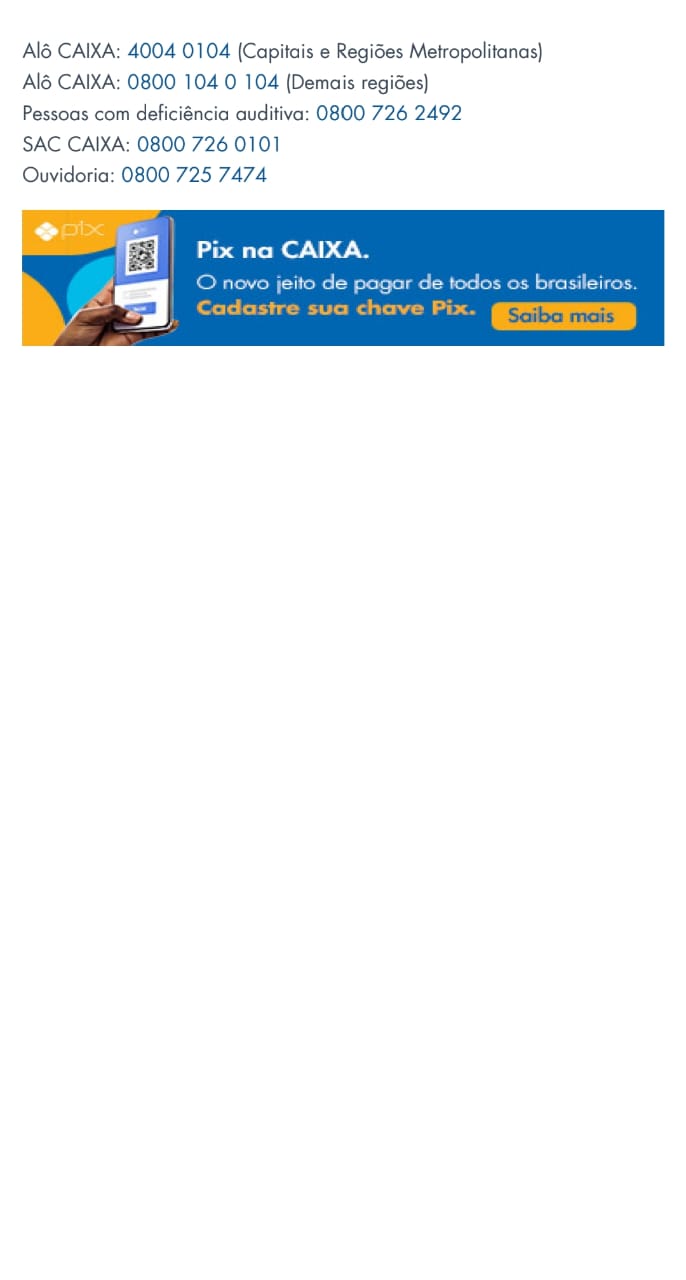 Alô CAIXA: 4004 0104 (Capitais e Regiões Metropolitanas)
Alô CAIXA: 0800 104 0 104 (Demais regiões)
Pessoas com deficiência auditiva: 0800 726 2492
SAC CAIXA: 0800 726 0101
Ouvidoria: 0800 725 7474
pix
Pix na CAIXA.
O novo jeito de pagar de todos os brasileiros.
Cadastre sua chave Pix. Saiba mais